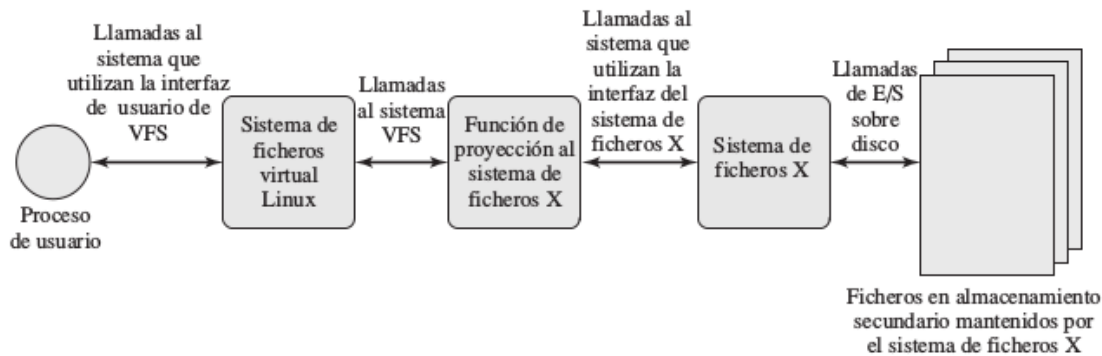 Llamadas al
sistema que
utilizan la interfaz
de usuario de
VFS
Proceso
de usuario
Sistema de
ficheros
virtual
Linux
Llamadas
al sistema
VFS
Función de
proyección al
sistema de
ficheros X
Llamadas al
sistema que
utilizan la
interfaz del
sistema de
ficheros X
Sistema de
ficheros X
Llamadas
de E/S
sobre
disco
Ficheros en almacenamiento
secundario mantenidos por
el sistema de ficheros X